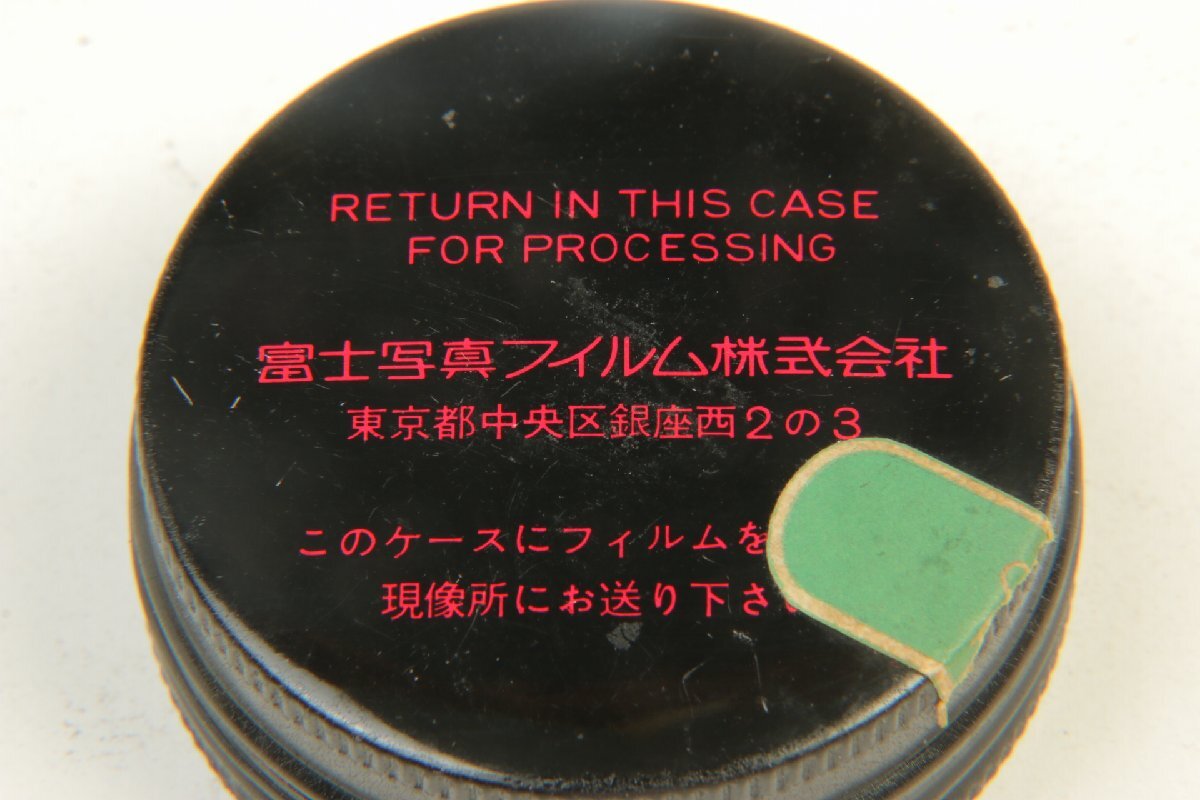 RETURN IN THIS CASE
FOR PROCESSING
富士写真フイルム株式会社
東京都中央区銀座西2の3
このケースにフィルムを
現像所にお送り下さい